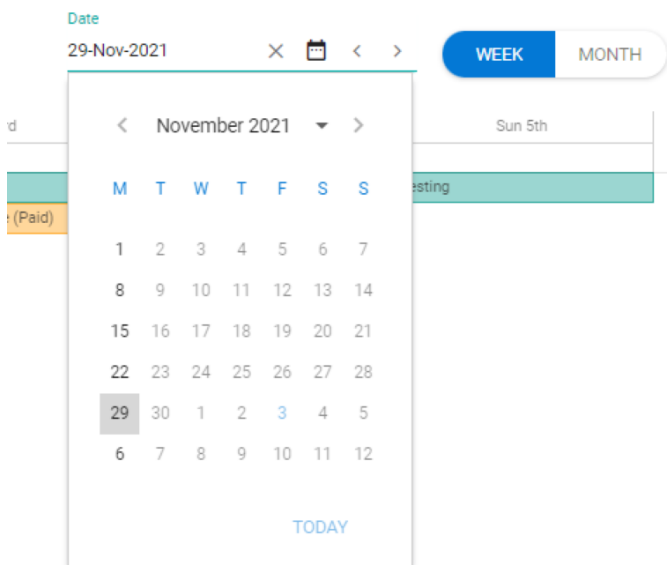 Date
29-Nov-2021
WEEK MONTH
rd Sun 5th
November 2021
M T W T F S S
esting
(Paid)
1 2 3 4 5 6 7
8 9 10 11 12 13 14
15 16 17 18 19 20 21
22 23 24 25 26 27 28
29 30 1 2 3 4 5
6 7 8 9 10 11 12
TODAY